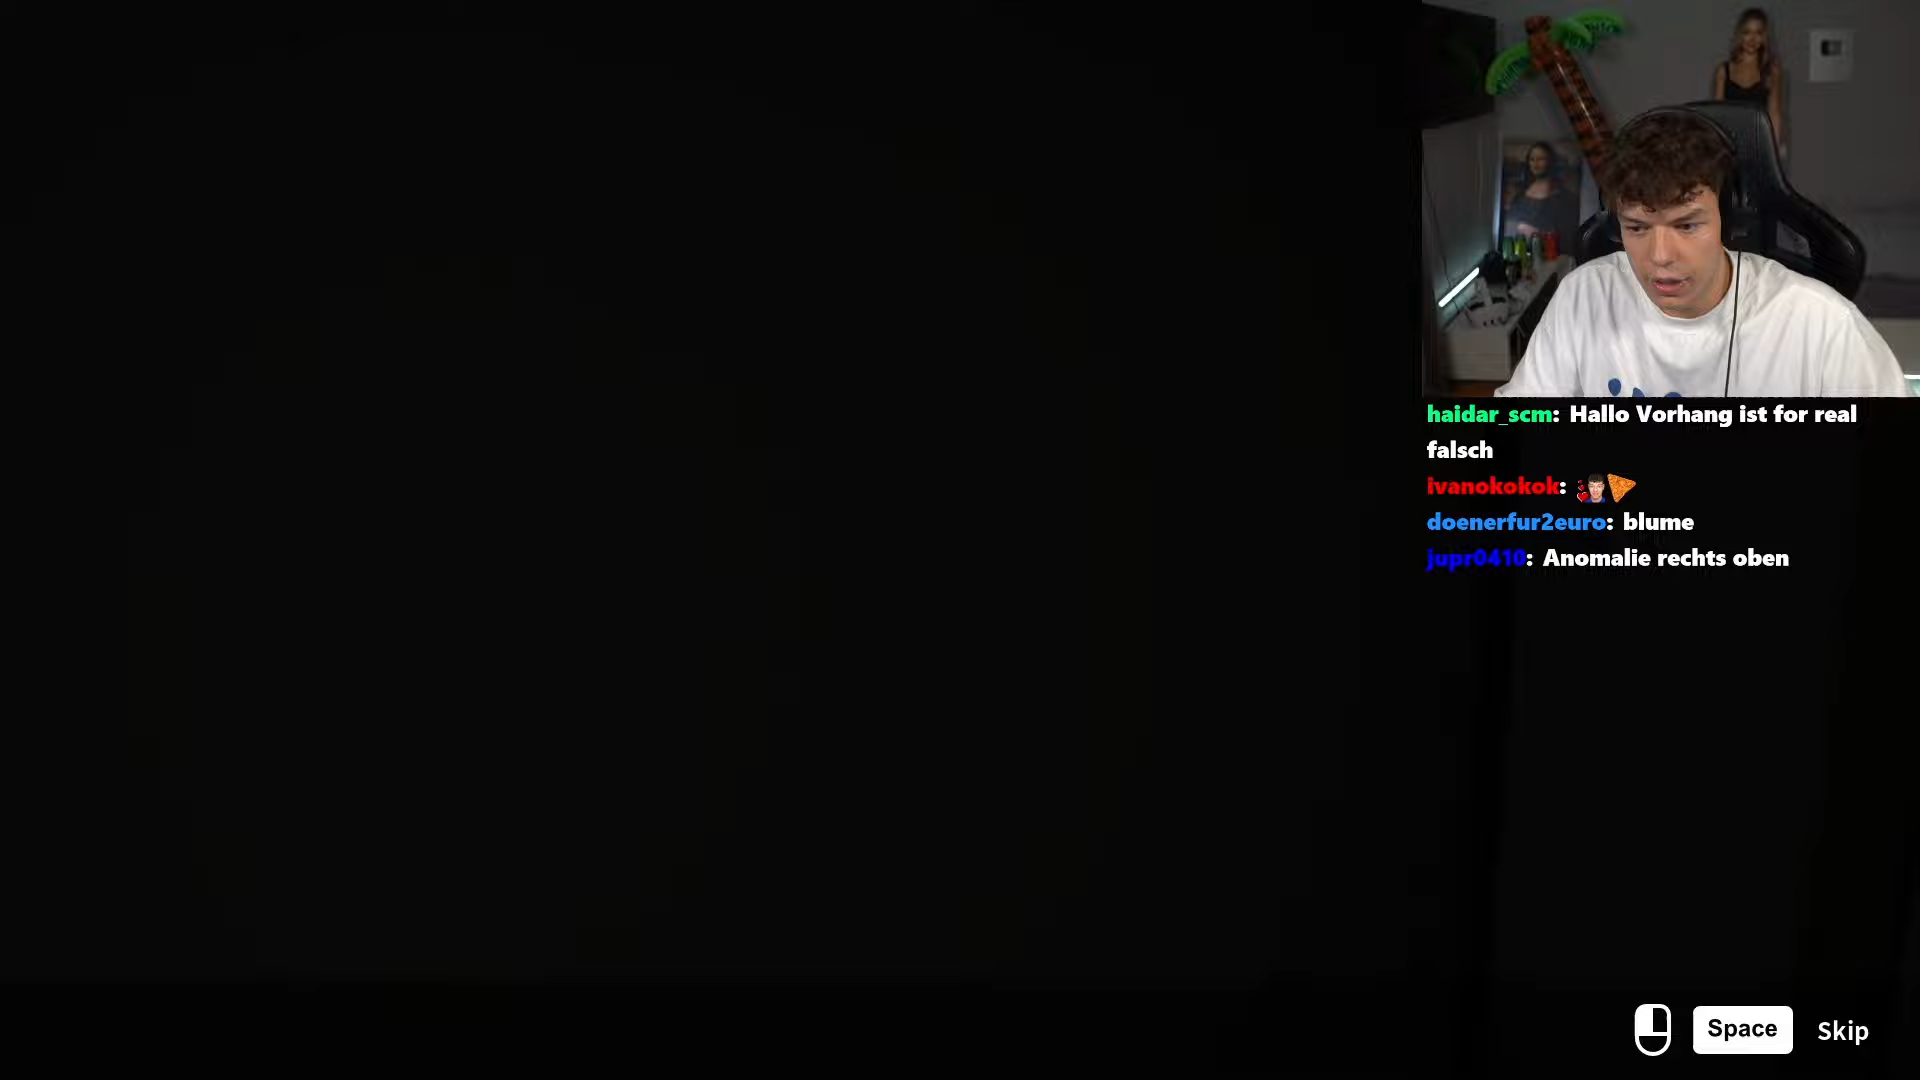 haidar_scm: Hallo Vorhang ist for real
falsch
ivanokokok:
doenerfur2euro: blume
jupr0410: Anomalie rechts oben
Space Skip